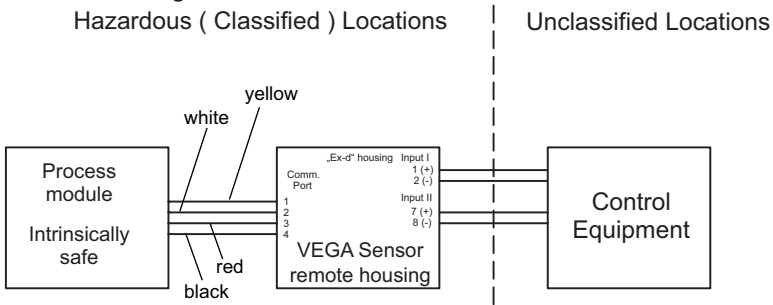 Hazardous ( Classified ) Locations
Unclassified Locations
yellow
white
Process
module
Intrinsically
safe
black
red
„Ex-d“ housing
Comm.
Port
1
2
3
4
Input I
1 (+)
2 (-)
Input II
7 (+)
8 (-)
VEGA Sensor
remote housing
Control
Equipment